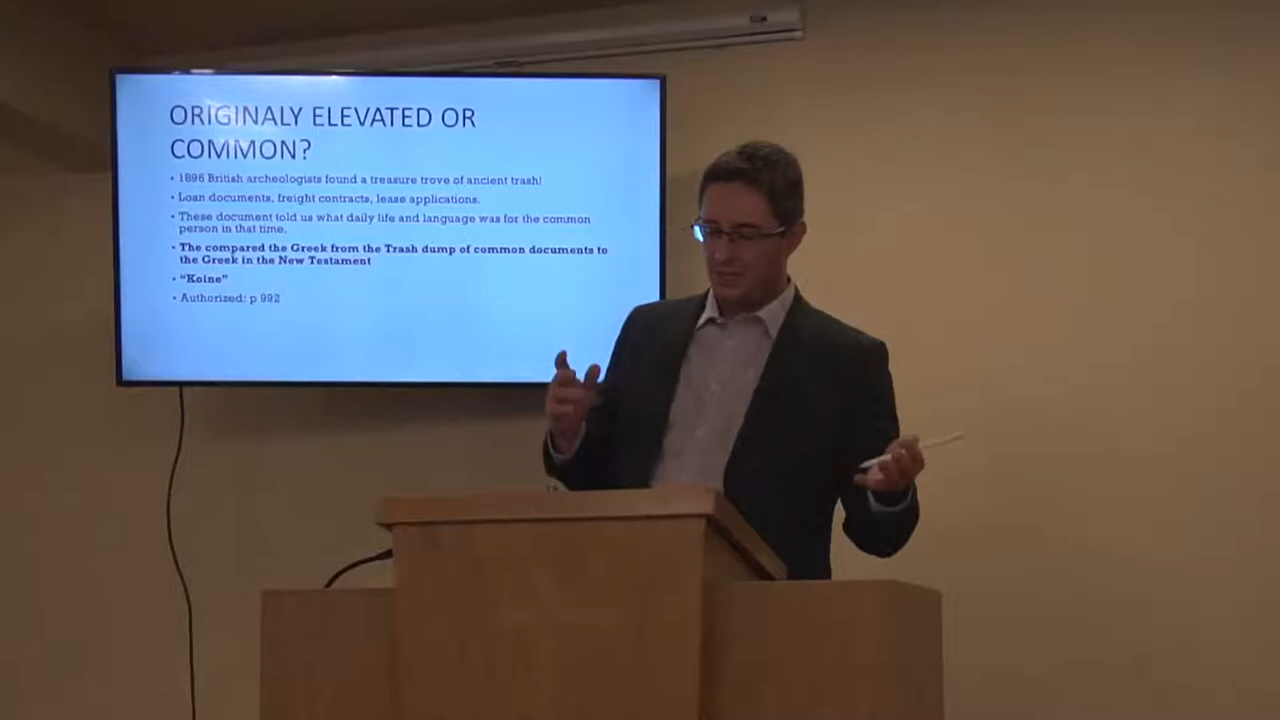 ORIGINALY ELEVATED OR
COMMON?
• 1896 British archeologists found a treasure trove of ancient trash!
• Loan documents, freight contracts, lease applications.
• These document told us what daily life and language was for the common
person in that time.
• The compared the Greek from the Trash dump of common documents to
the Greek in the New Testament
• “Koine”
• Authorized: p 992